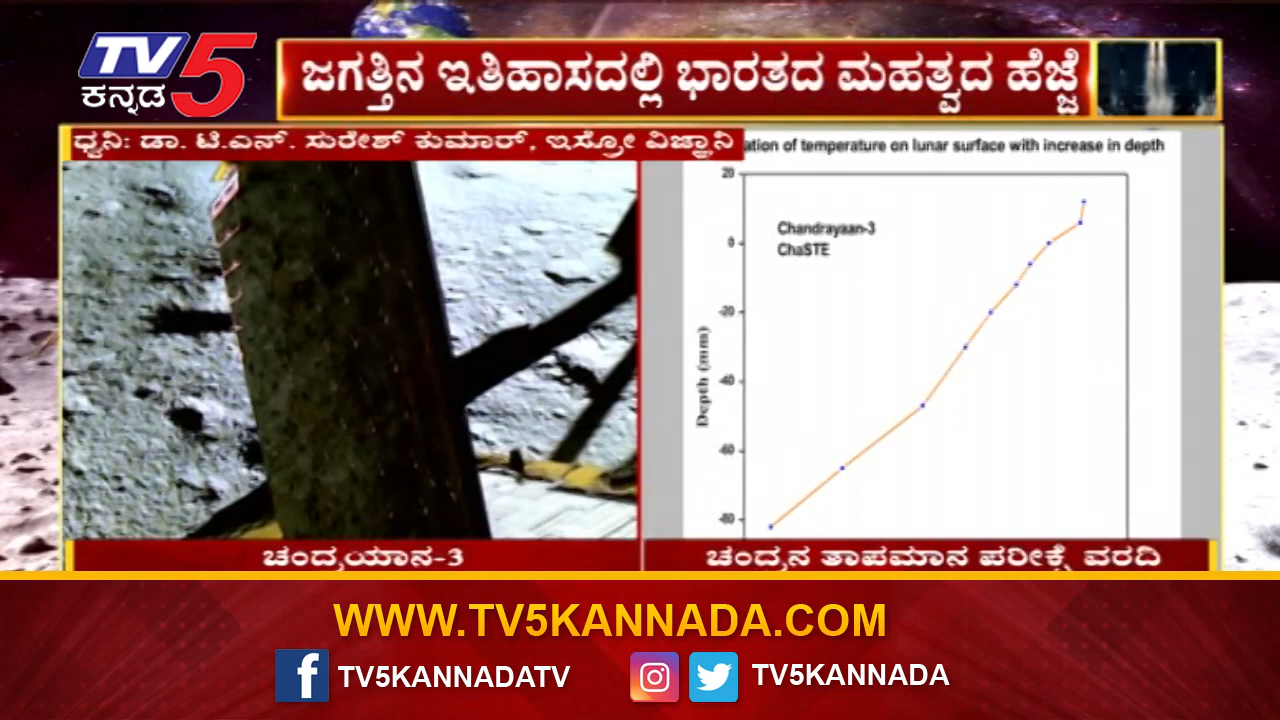 TV5
ಕನ್ನಡ
ಜಗತ್ತಿನ ಇತಿಹಾಸದಲ್ಲಿ ಭಾರತದ ಮಹತ್ವದ ಹೆಜ್ಜೆ
ಧ್ವನಿ: ಡಾ. ಟಿ.ಎನ್. ಸುರೇಶ್ ಕುಮಾರ್, ಇಸ್ರೋ ವಿಜ್ಞಾನಿ
ation of temperature on lunar surface with increase in depth
20
Chandrayaan-3
0
ChaSTE
-20
Depth (mm)
-40
-60
-80
ಚಂದ್ರಯಾನ-3
ಚಂದ್ರನ ತಾಪಮಾನ ಪರೀಕ್ಷೆ ವರದಿ
WWW.TV5KANNADA.COM
f TV5KANNADATV
TV5KANNADA